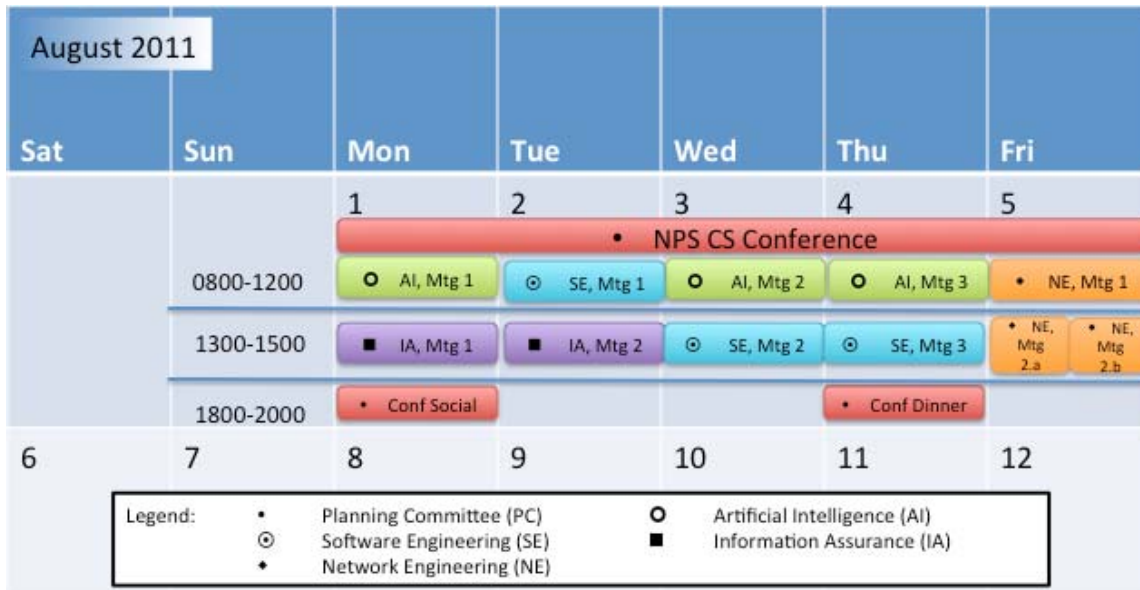 August 2011
Sat Sun Mon Tue Wed Thu Fri
1 2 3 4 5
• NPS CS Conference
0800-1200 AI, Mtg 1 SE, Mtg 1 AI, Mtg 2 AI, Mtg 3 • NE, Mtg 1
1300-1500 ■ IA, Mtg 1 ■ IA, Mtg 2 SE, Mtg 2 SE, Mtg 3 NE, Mtg 2.a NE, Mtg 2.b
1800-2000 • Conf Social • Conf Dinner
6 7 8 9 10 11 12
Legend: • Planning Committee (PC) Artificial Intelligence (AI)
Software Engineering (SE) ■ Information Assurance (IA)
Network Engineering (NE)